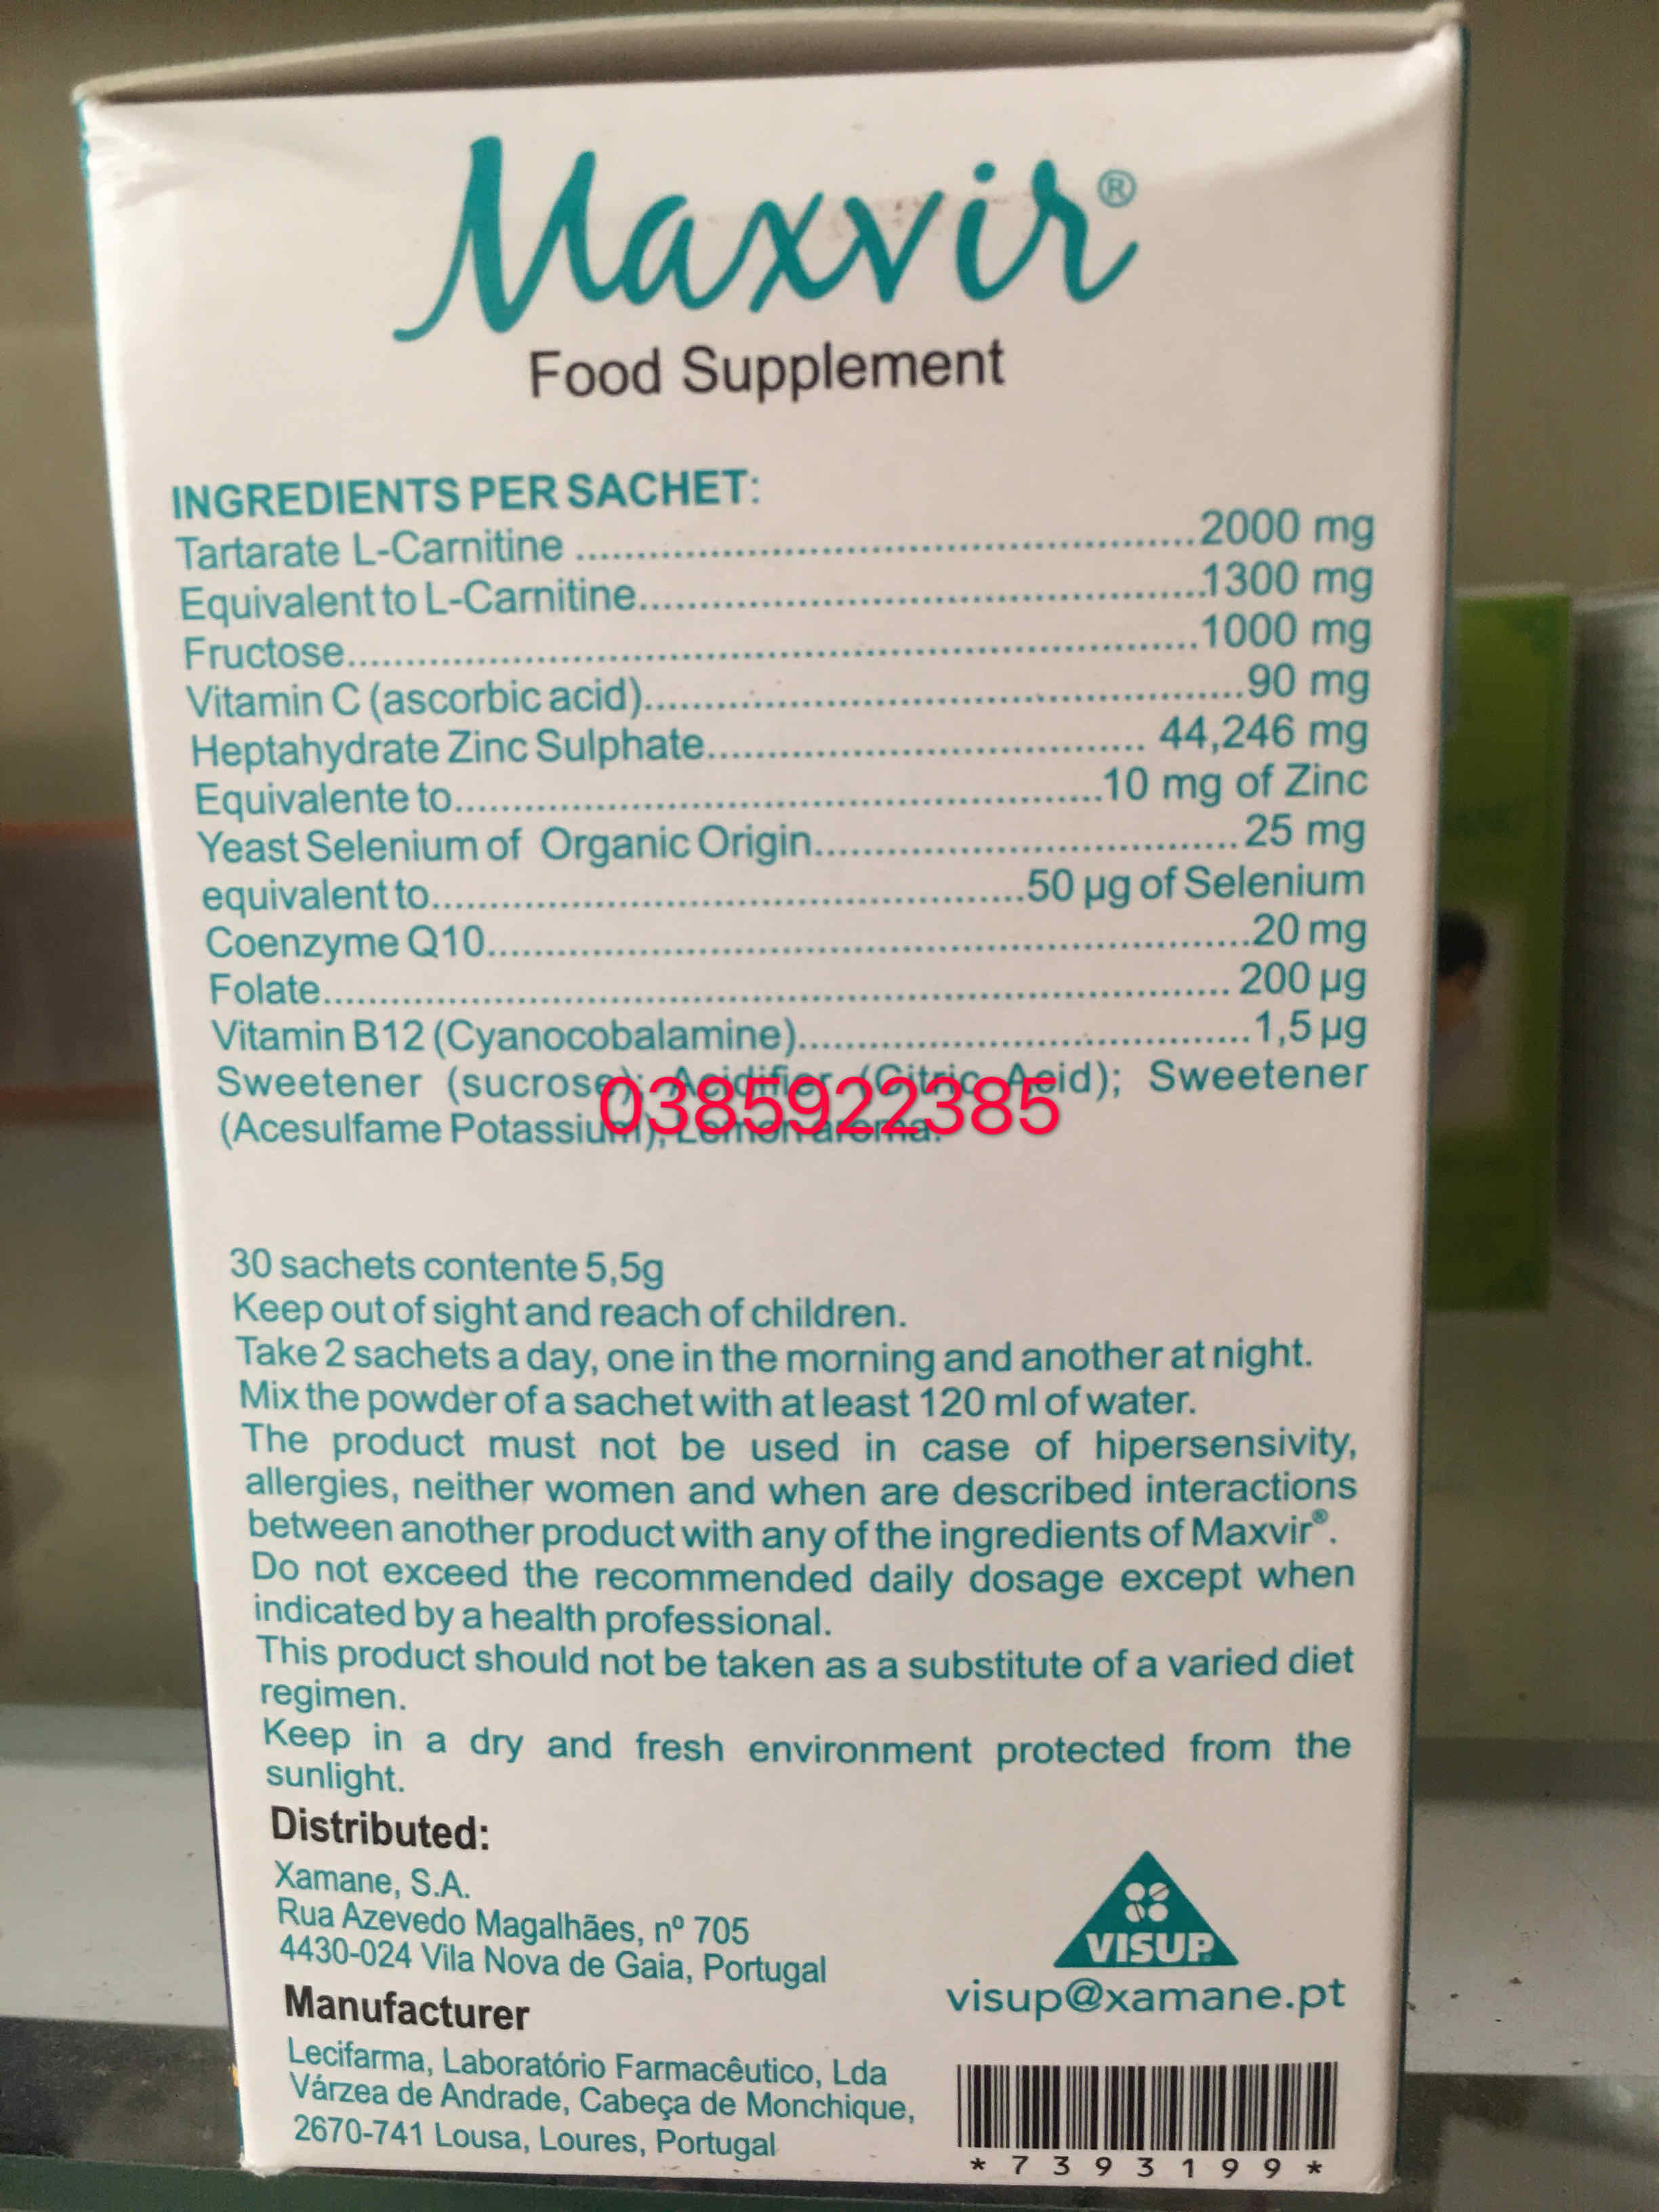 Maxvir®
Food Supplement
INGREDIENTS PER SACHET:
Tartarate L-Carnitine ..........2000 mg
Equivalent to L-Carnitine..........1300 mg
Fructose..........1000 mg
Vitamin C (ascorbic acid)..........90 mg
Heptahydrate Zinc Sulphate.......... 44,246 mg
Equivalente to..........10 mg of Zinc
Yeast Selenium of Organic Origin..........25 mg
equivalent to..........50 µg of Selenium
Coenzyme Q10..........20 mg
Folate.......... 200 µg
Vitamin B12 (Cyanocobalamine)..........1,5 µg
Sweetener (sucrose); Acidifier (Citric Acid); Sweetener
(Acesulfame Potassium); Lemon aroma.
0385922385
30 sachets contente 5,5g
Keep out of sight and reach of children.
Take 2 sachets a day, one in the morning and another at night.
Mix the powder of a sachet with at least 120 ml of water.
The product must not be used in case of hipersensivity,
allergies, neither women and when are described interactions
between another product with any of the ingredients of Maxvir®.
Do not exceed the recommended daily dosage except when
indicated by a health professional.
This product should not be taken as a substitute of a varied diet
regimen.
Keep in a dry and fresh environment protected from the
sunlight.
Distributed:
Xamane, S.A.
Rua Azevedo Magalhães, nº 705
4430-024 Vila Nova de Gaia, Portugal
Manufacturer
Lecifarma, Laboratório Farmacêutico, Lda
Várzea de Andrade, Cabeça de Monchique,
2670-741 Lousa, Loures, Portugal
VISUP
visup@xamane.pt
*7393199*